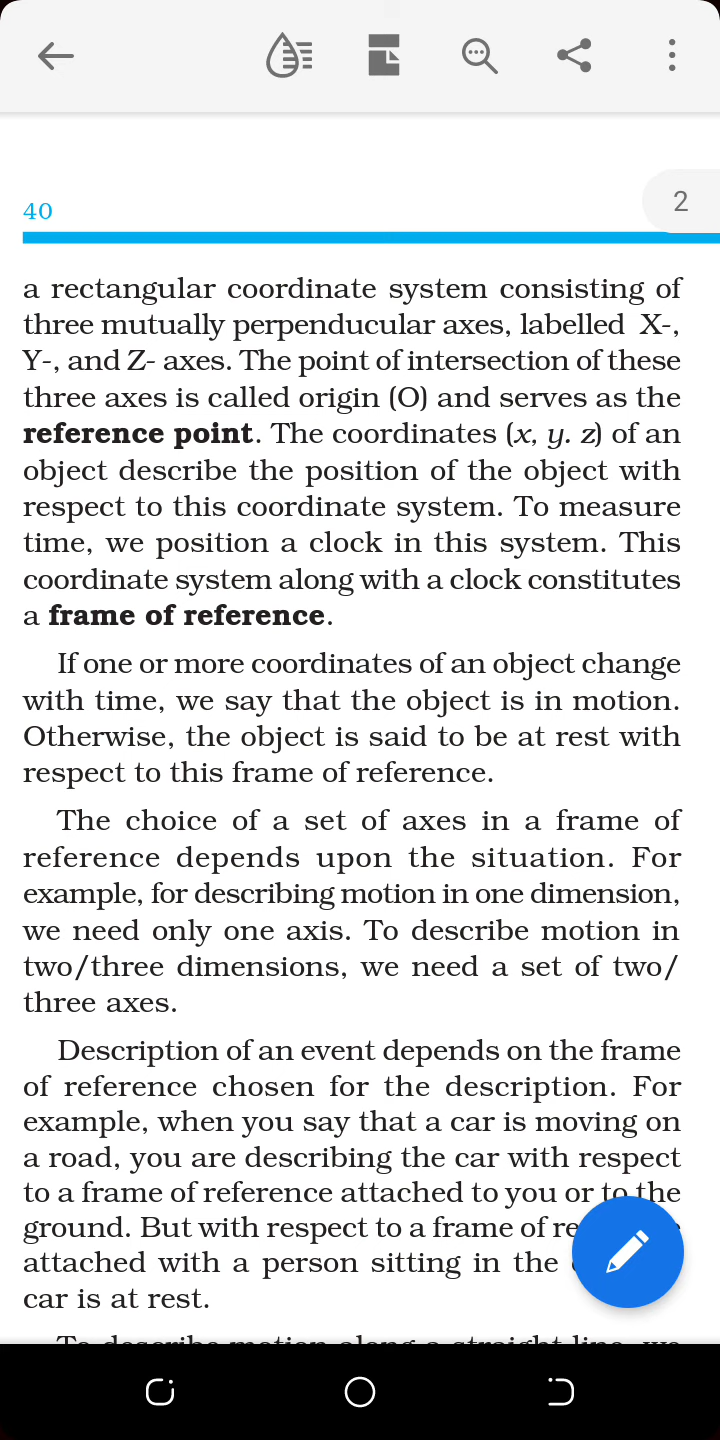 40
2
a rectangular coordinate system consisting of
three mutually perpenducular axes, labelled X-,
Y-, and Z- axes. The point of intersection of these
three axes is called origin (O) and serves as the
reference point. The coordinates (x, y. z) of an
object describe the position of the object with
respect to this coordinate system. To measure
time, we position a clock in this system. This
coordinate system along with a clock constitutes
a frame of reference.
If one or more coordinates of an object change
with time, we say that the object is in motion.
Otherwise, the object is said to be at rest with
respect to this frame of reference.
The choice of a set of axes in a frame of
reference depends upon the situation. For
example, for describing motion in one dimension,
we need only one axis. To describe motion in
two/three dimensions, we need a set of two/
three axes.
Description of an event depends on the frame
of reference chosen for the description. For
example, when you say that a car is moving on
a road, you are describing the car with respect
to a frame of reference attached to you or to the
ground. But with respect to a frame of
attached with a person sitting in the
car is at rest.
To describe motion along a straight line, we